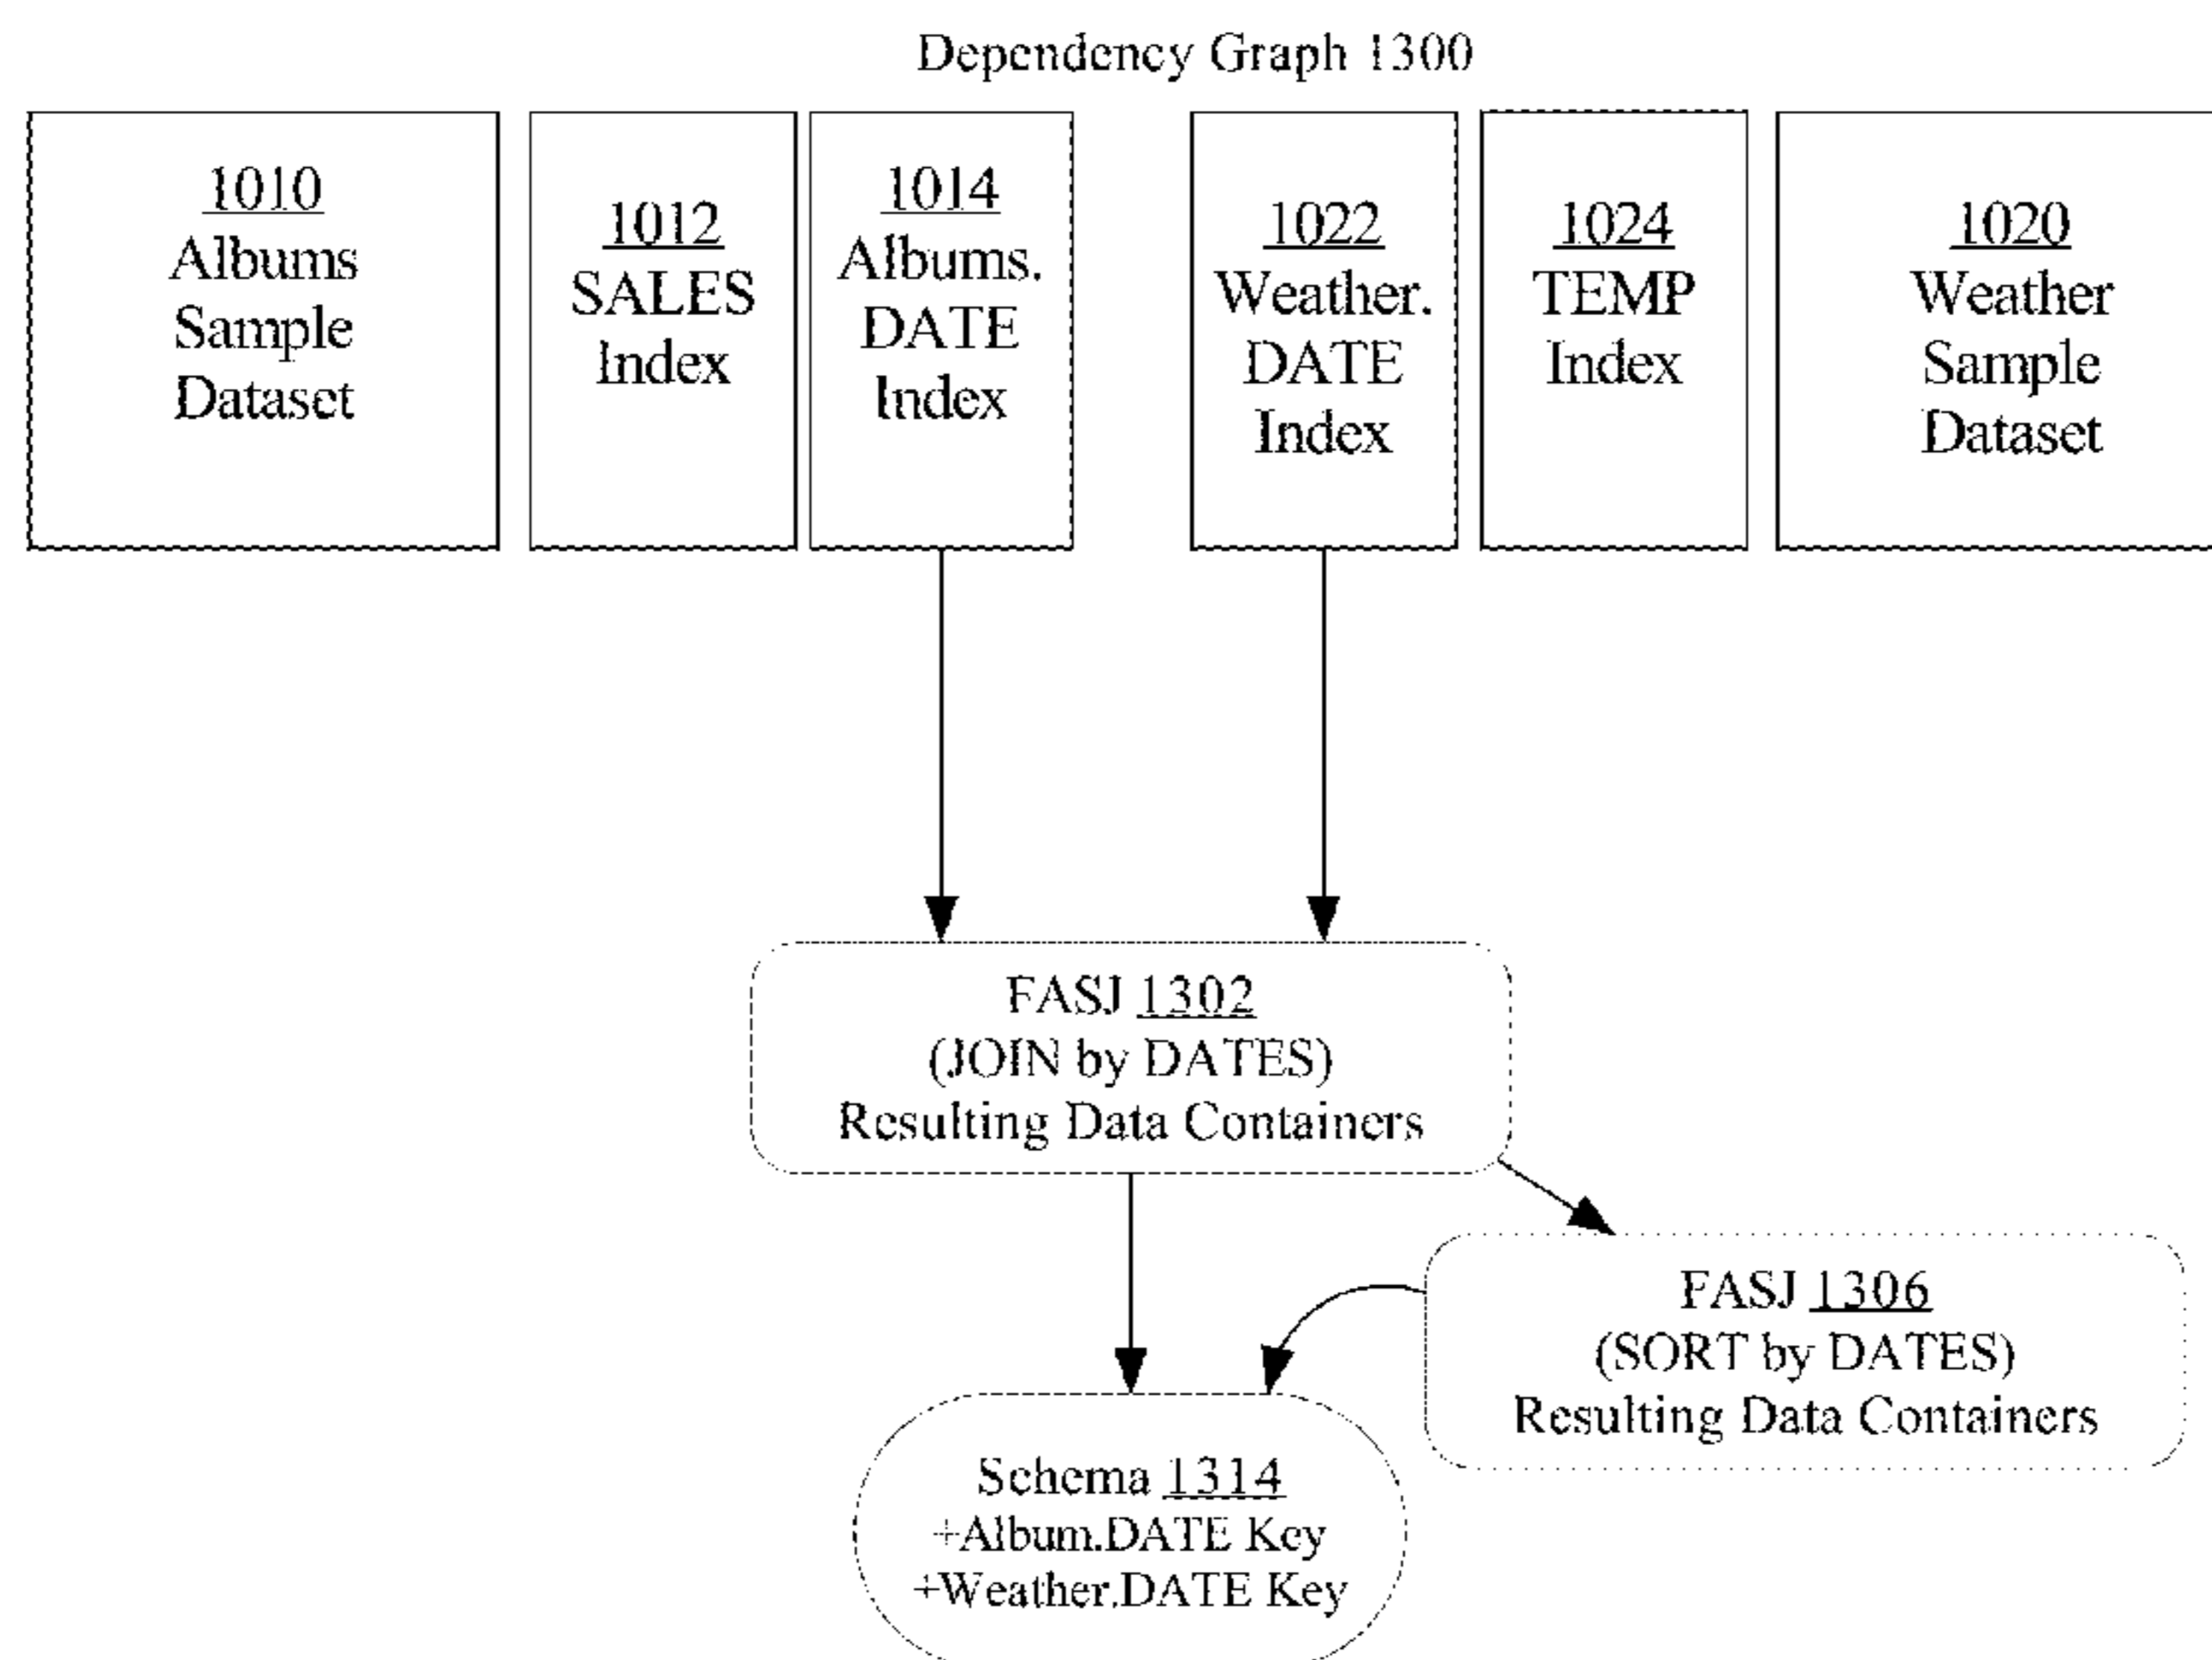 Dependency Graph 1300
1010
Albums
Sample
Dataset
1012
SALES
Index
1014
Albums.
DATE
Index
1022
Weather.
DATE
Index
1024
TEMP
Index
1020
Weather
Sample
Dataset
FASJ 1302
(JOIN by DATES)
Resulting Data Containers
FASJ 1306
(SORT by DATES)
Resulting Data Containers
Schema 1314
+Album.DATE Key
+Weather.DATE Key